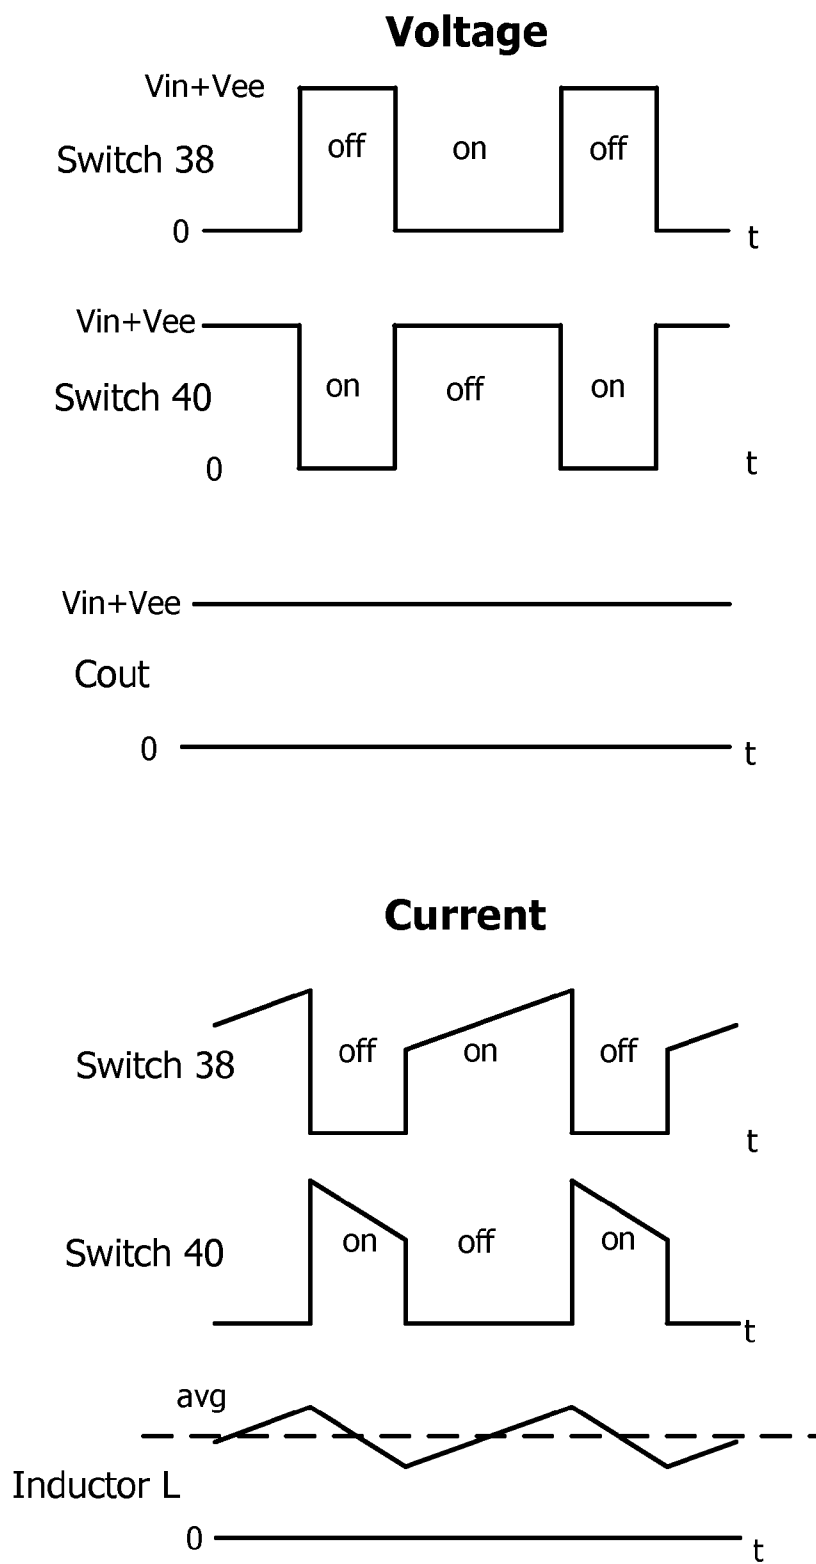 Voltage
Vin+Vee
off on off
Switch 38
0 t
Vin+Vee
on off on
Switch 40
0 t
Vin+Vee
Cout
0 t
Current
off on off
Switch 38
t
on off on
Switch 40
t
avg
Inductor L
0 t